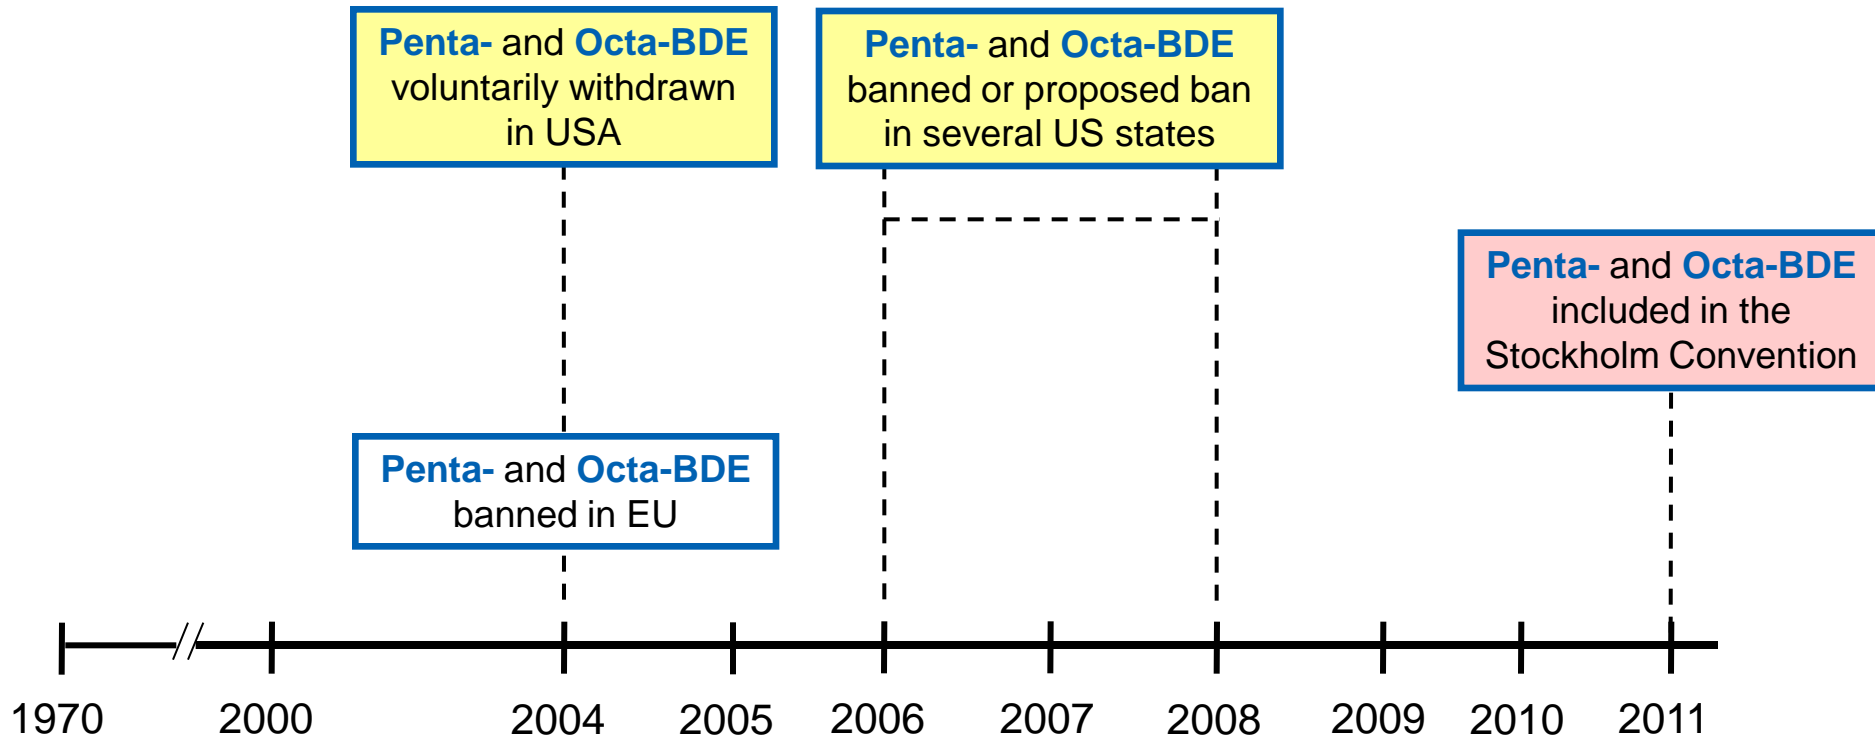 Penta- and Octa-BDE
voluntarily withdrawn
in USA
Penta- and Octa-BDE
banned or proposed ban
in several US states
Penta- and Octa-BDE
included in the
Stockholm Convention
Penta- and Octa-BDE
banned in EU
1970 2000 2004 2005 2006 2007 2008 2009 2010 2011